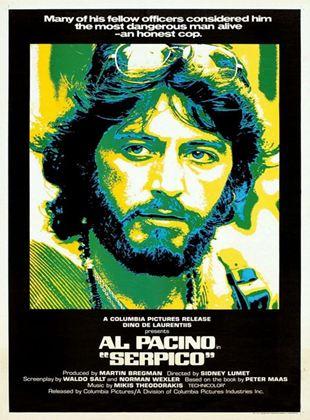 Many of his fellow officers considered him
the most dangerous man alive
-an honest cop.
A COLUMBIA PICTURES RELEASE
DINO DE LAURENTIIS
presents
AL PACINO in
"SERPICO"
Produced by MARTIN BREGMAN Directed by SIDNEY LUMET
Screenplay by WALDO SALT and NORMAN WEXLER Based on the book by PETER MAAS
Music by MIKIS THEODORAKIS TECHNICOLOR
Released by Columbia Pictures/A Division of Columbia Pictures Industries Inc.